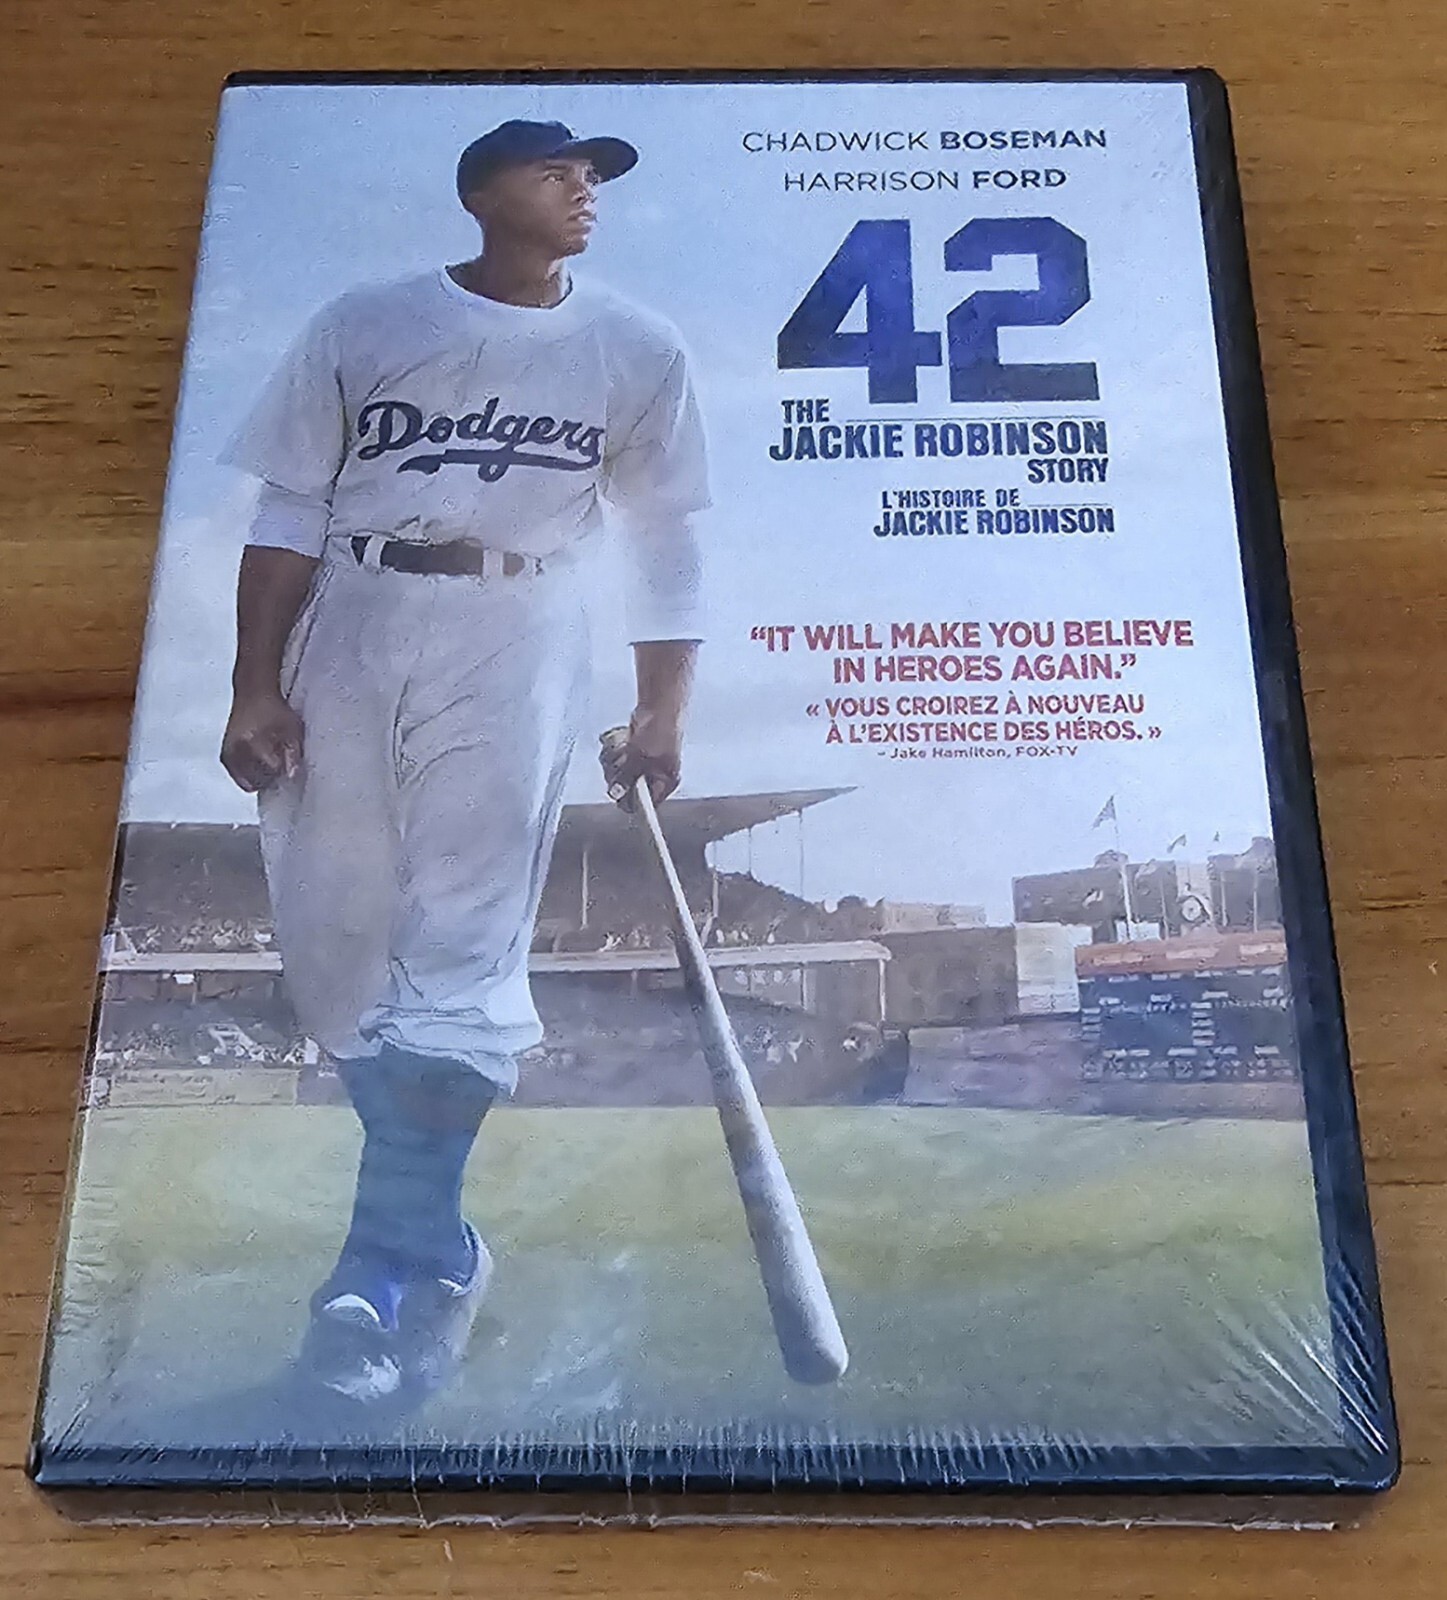 CHADWICK BOSEMAN
HARRISON FORD
42
THE
JACKIE ROBINSON
STORY
L'HISTOIRE DE
JACKIE ROBINSON
Dodgers
"IT WILL MAKE YOU BELIEVE
IN HEROES AGAIN."
« VOUS CROIREZ À NOUVEAU
À L'EXISTENCE DES HÉROS. »
– Jake Hamilton, FOX-TV